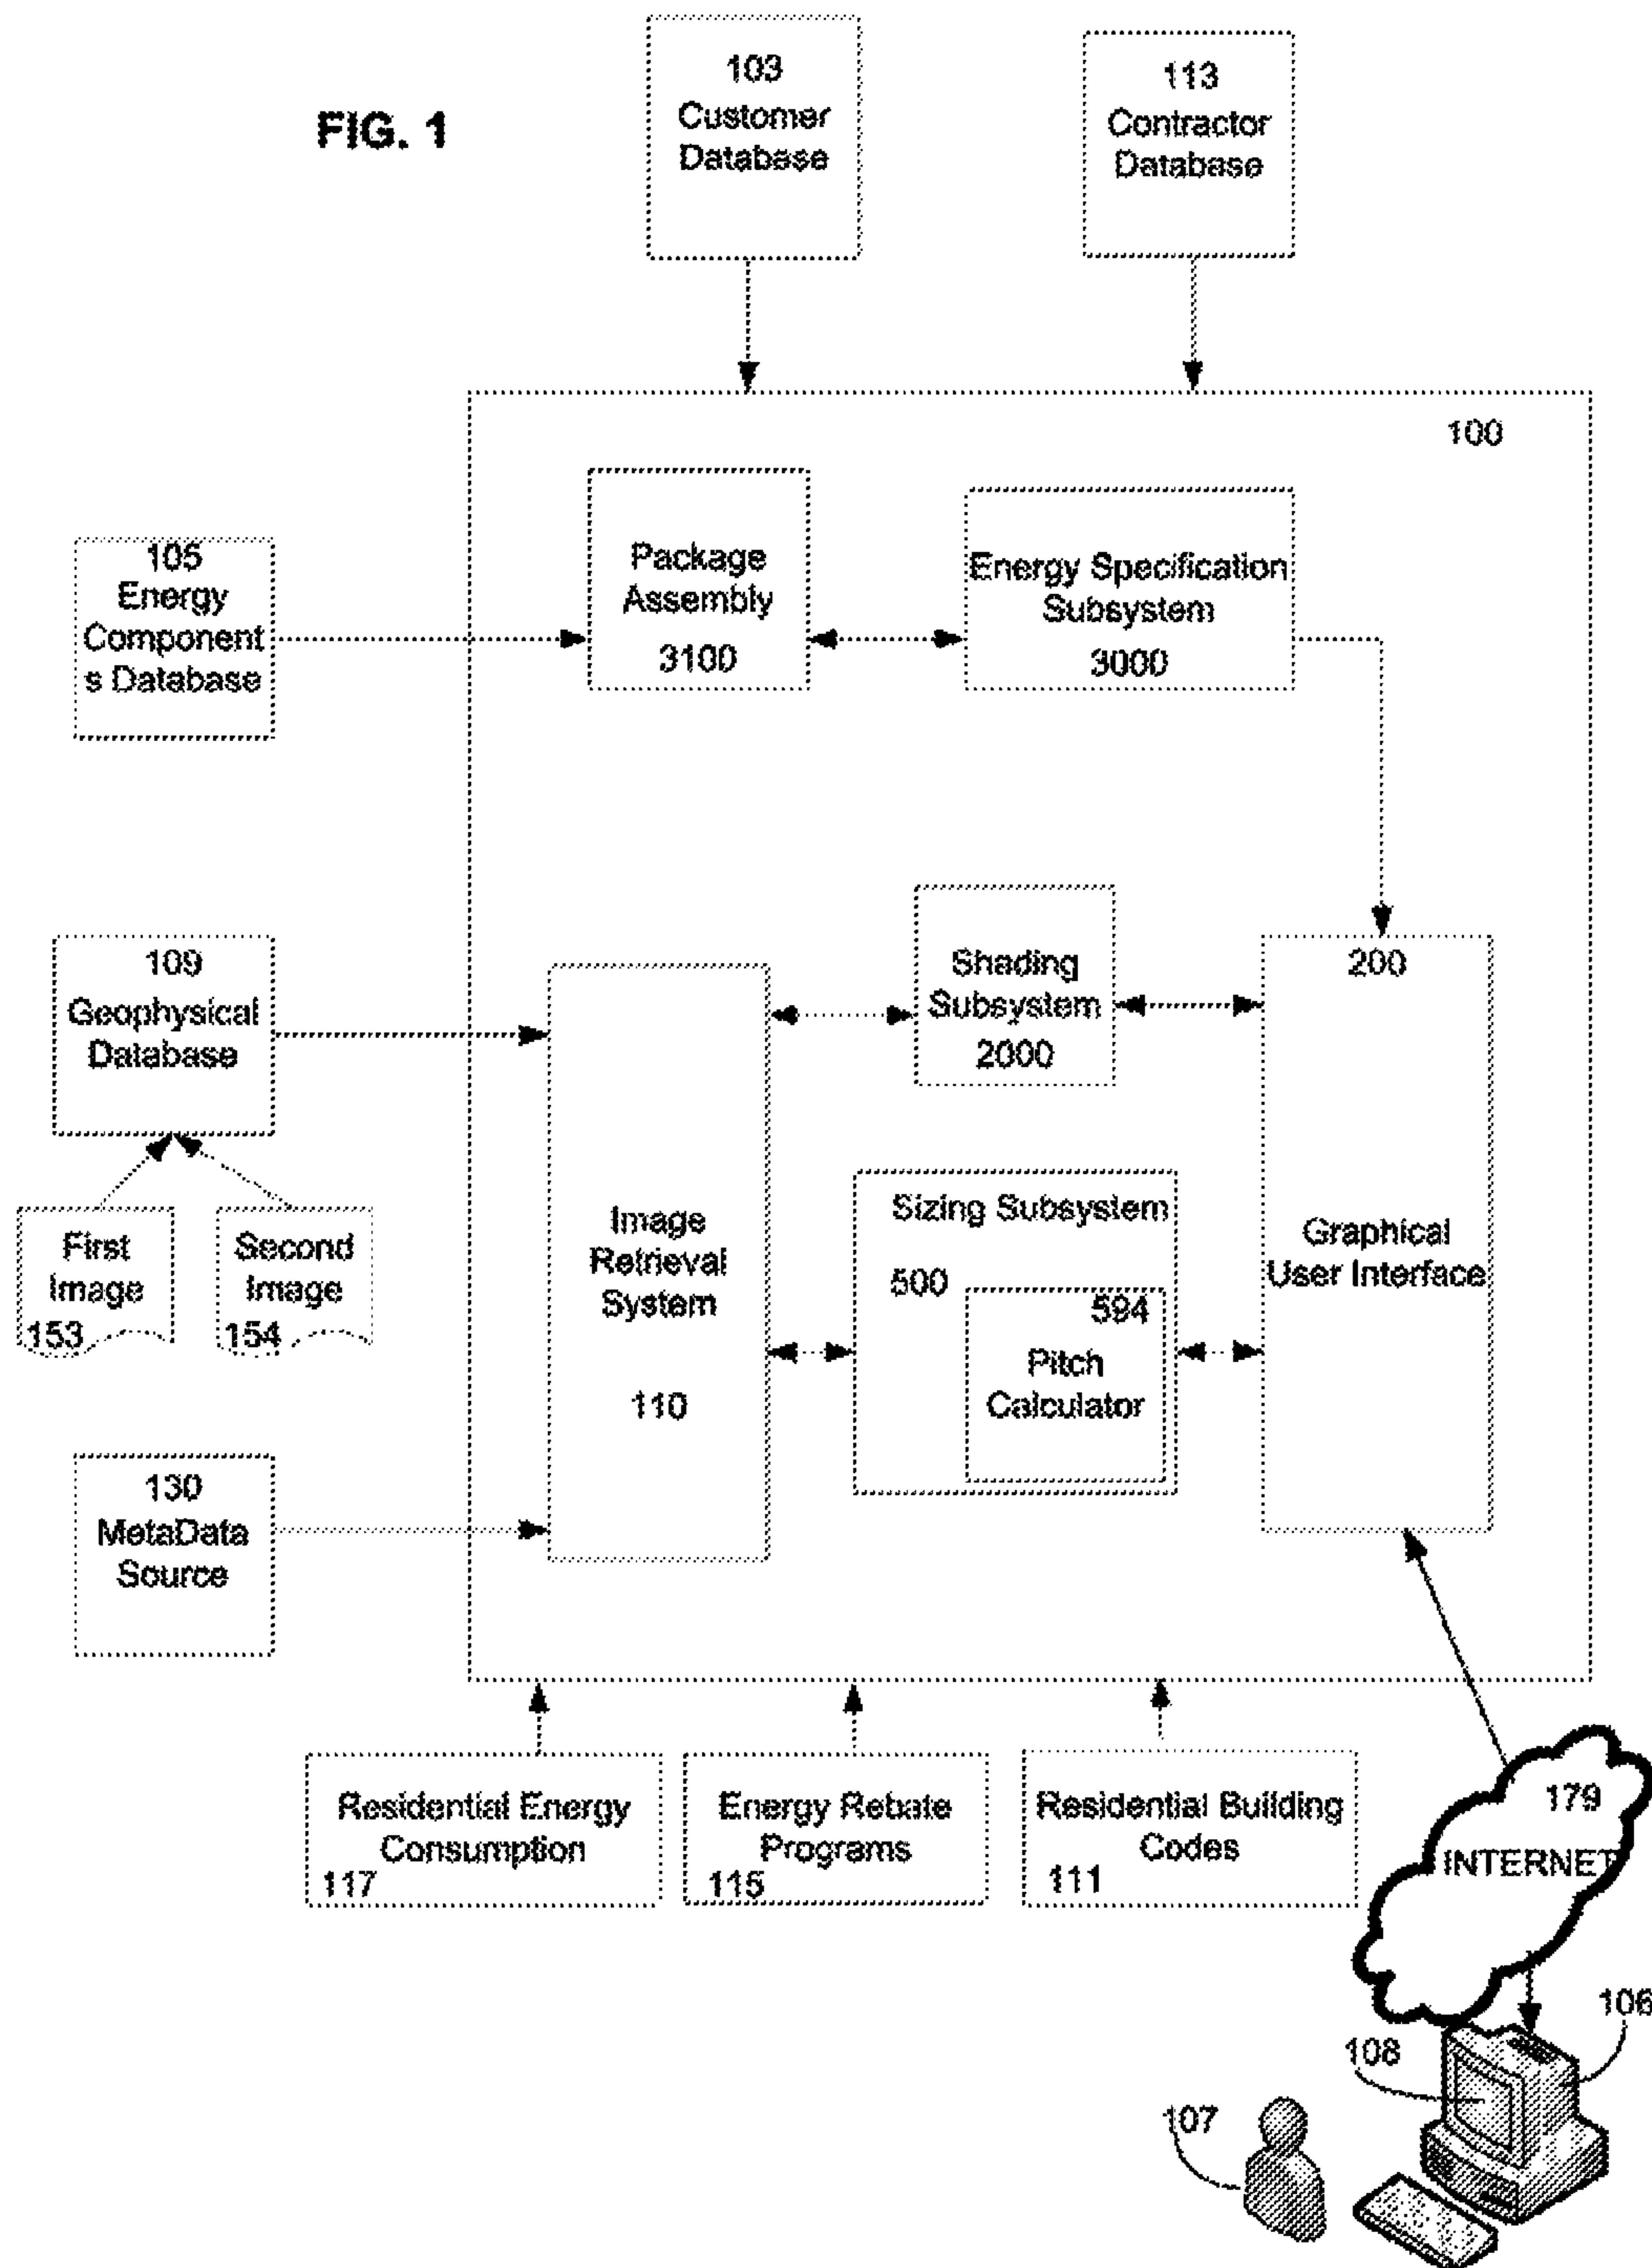 FIG. 1
103
Customer
Database
113
Contractor
Database
100
105
Energy
Component
s Database
Package
Assembly
3100
Energy Specification
Subsystem
3000
109
Geophysical
Database
Shading
Subsystem
2000
200
Graphical
User Interface
First
Image
153
Second
Image
154
Image
Retrieval
System
110
Sizing Subsystem
500
594
Pitch
Calculator
130
MetaData
Source
Residential Energy
Consumption
117
Energy Rebate
Programs
115
Residential Building
Codes
111
179
INTERNET
106
108
107